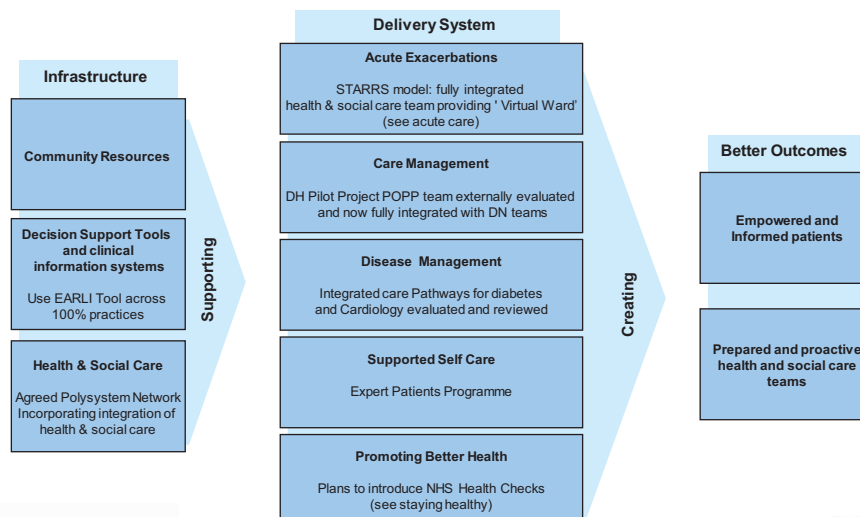 Infrastructure
Community Resources
Decision Support Tools
and clinical
information systems
Use EARLI Tool across
100% practices
Health & Social Care
Agreed Polysystem Network
Incorporating integration of
health & social care
Supporting
Delivery System
Acute Exacerbations
STARRS model: fully integrated
health & social care team providing ' Virtual Ward'
(see acute care)
Care Management
DH Pilot Project POPP team externally evaluated
and now fully integrated with DN teams
Disease Management
Integrated care Pathways for diabetes
and Cardiology evaluated and reviewed
Supported Self Care
Expert Patients Programme
Promoting Better Health
Plans to introduce NHS Health Checks
(see staying healthy)
Creating
Better Outcomes
Empowered and
Informed patients
Prepared and proactive
health and social care
teams